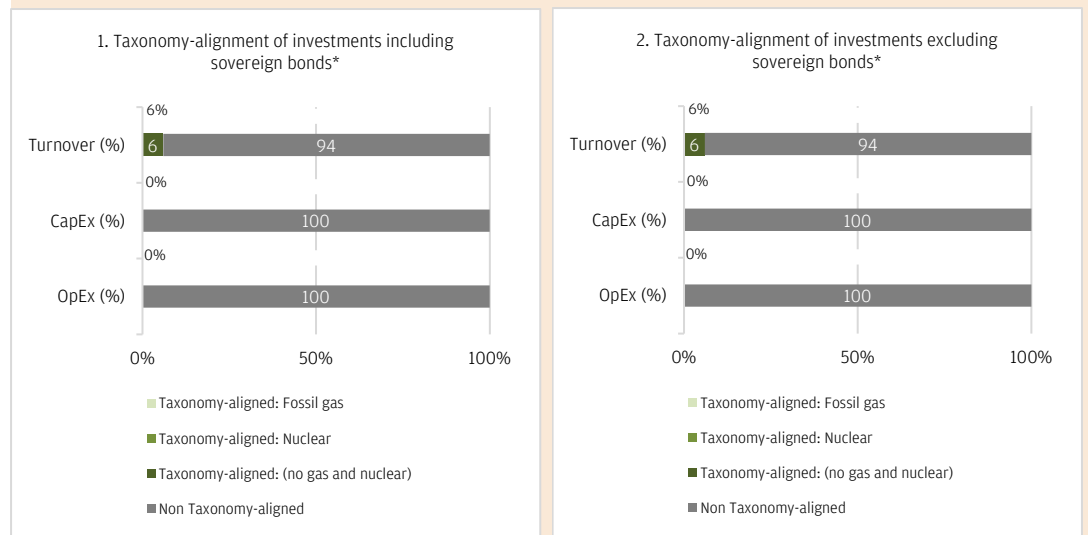 1. Taxonomy-alignment of investments including
sovereign bonds*
6%
Turnover (%)
6
94
0%
CapEx (%)
100
0%
OpEx (%)
100
0%
50%
100%
Taxonomy-aligned: Fossil gas
Taxonomy-aligned: Nuclear
Taxonomy-aligned: (no gas and nuclear)
Non Taxonomy-aligned
2. Taxonomy-alignment of investments excluding
sovereign bonds*
6%
Turnover (%)
6
94
0%
CapEx (%)
100
0%
OpEx (%)
100
0%
50%
100%
Taxonomy-aligned: Fossil gas
Taxonomy-aligned: Nuclear
Taxonomy-aligned: (no gas and nuclear)
Non Taxonomy-aligned